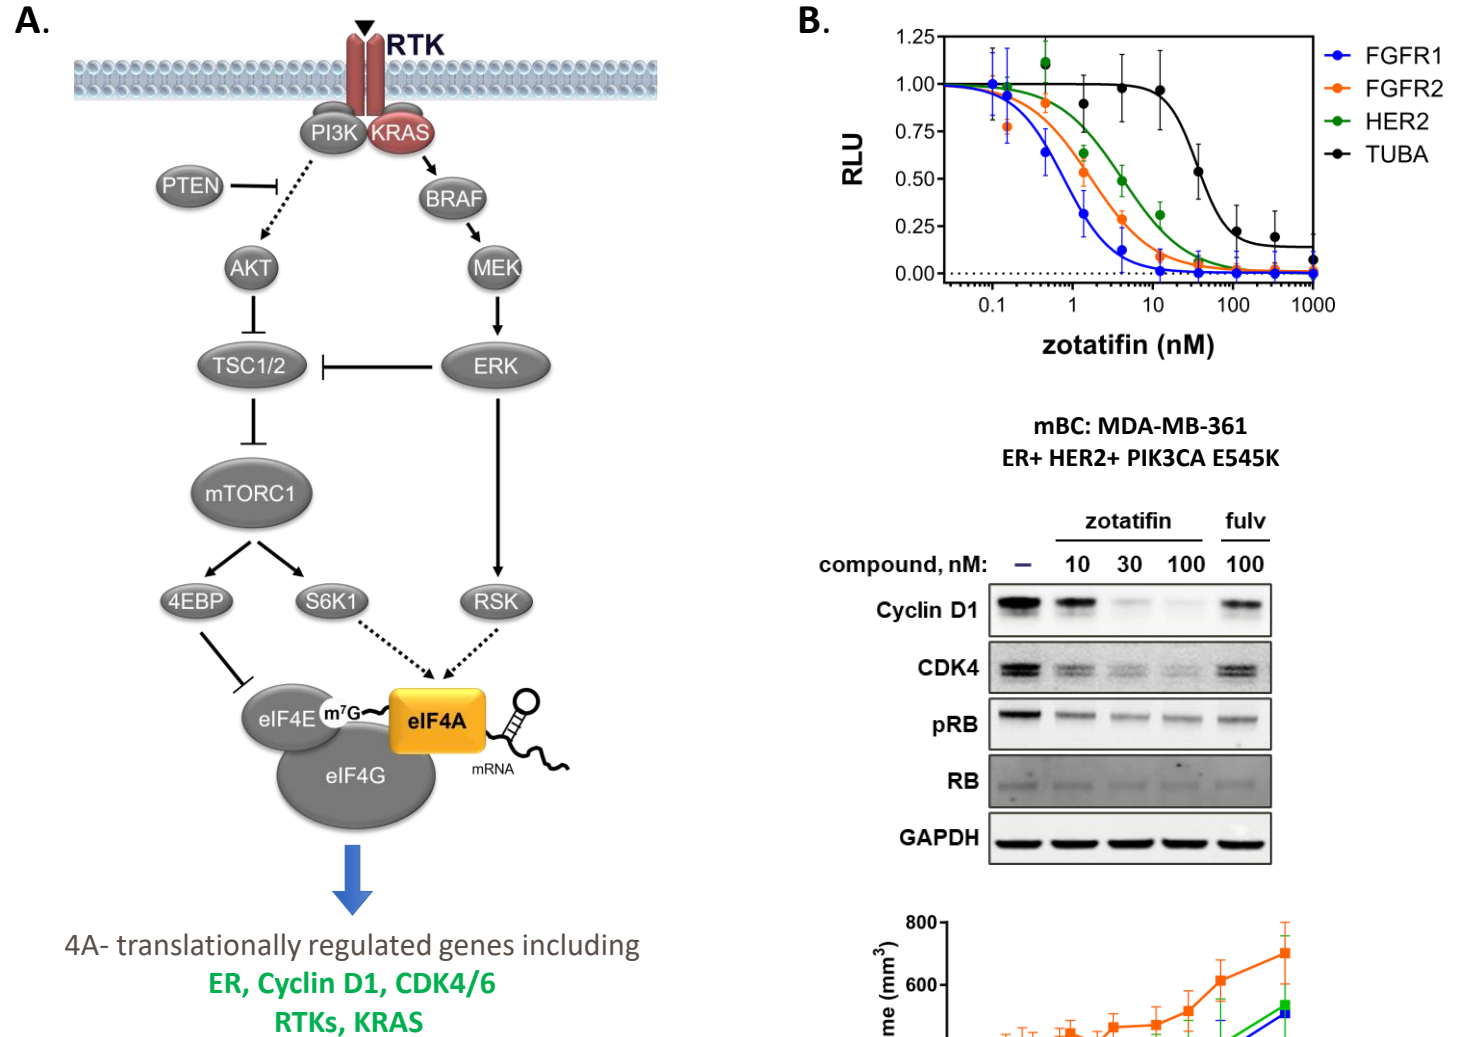 A.
RTK
PI3K
KRAS
PTEN
BRAF
AKT
MEK
TSC1/2
ERK
mTORC1
4EBP
S6K1
RSK
eIF4E
m⁷G
eIF4A
eIF4G
mRNA
4A- translationally regulated genes including
ER, Cyclin D1, CDK4/6
RTKs, KRAS
B.
RLU
1.25
1.00
0.75
0.50
0.25
0.00
0.1 1 10 100 1000
zotatifin (nM)
FGFR1
FGFR2
HER2
TUBA
mBC: MDA-MB-361
ER+ HER2+ PIK3CA E545K
zotatifin fulv
compound, nM: – 10 30 100 100
Cyclin D1
CDK4
pRB
RB
GAPDH
800
600
me (mm³)